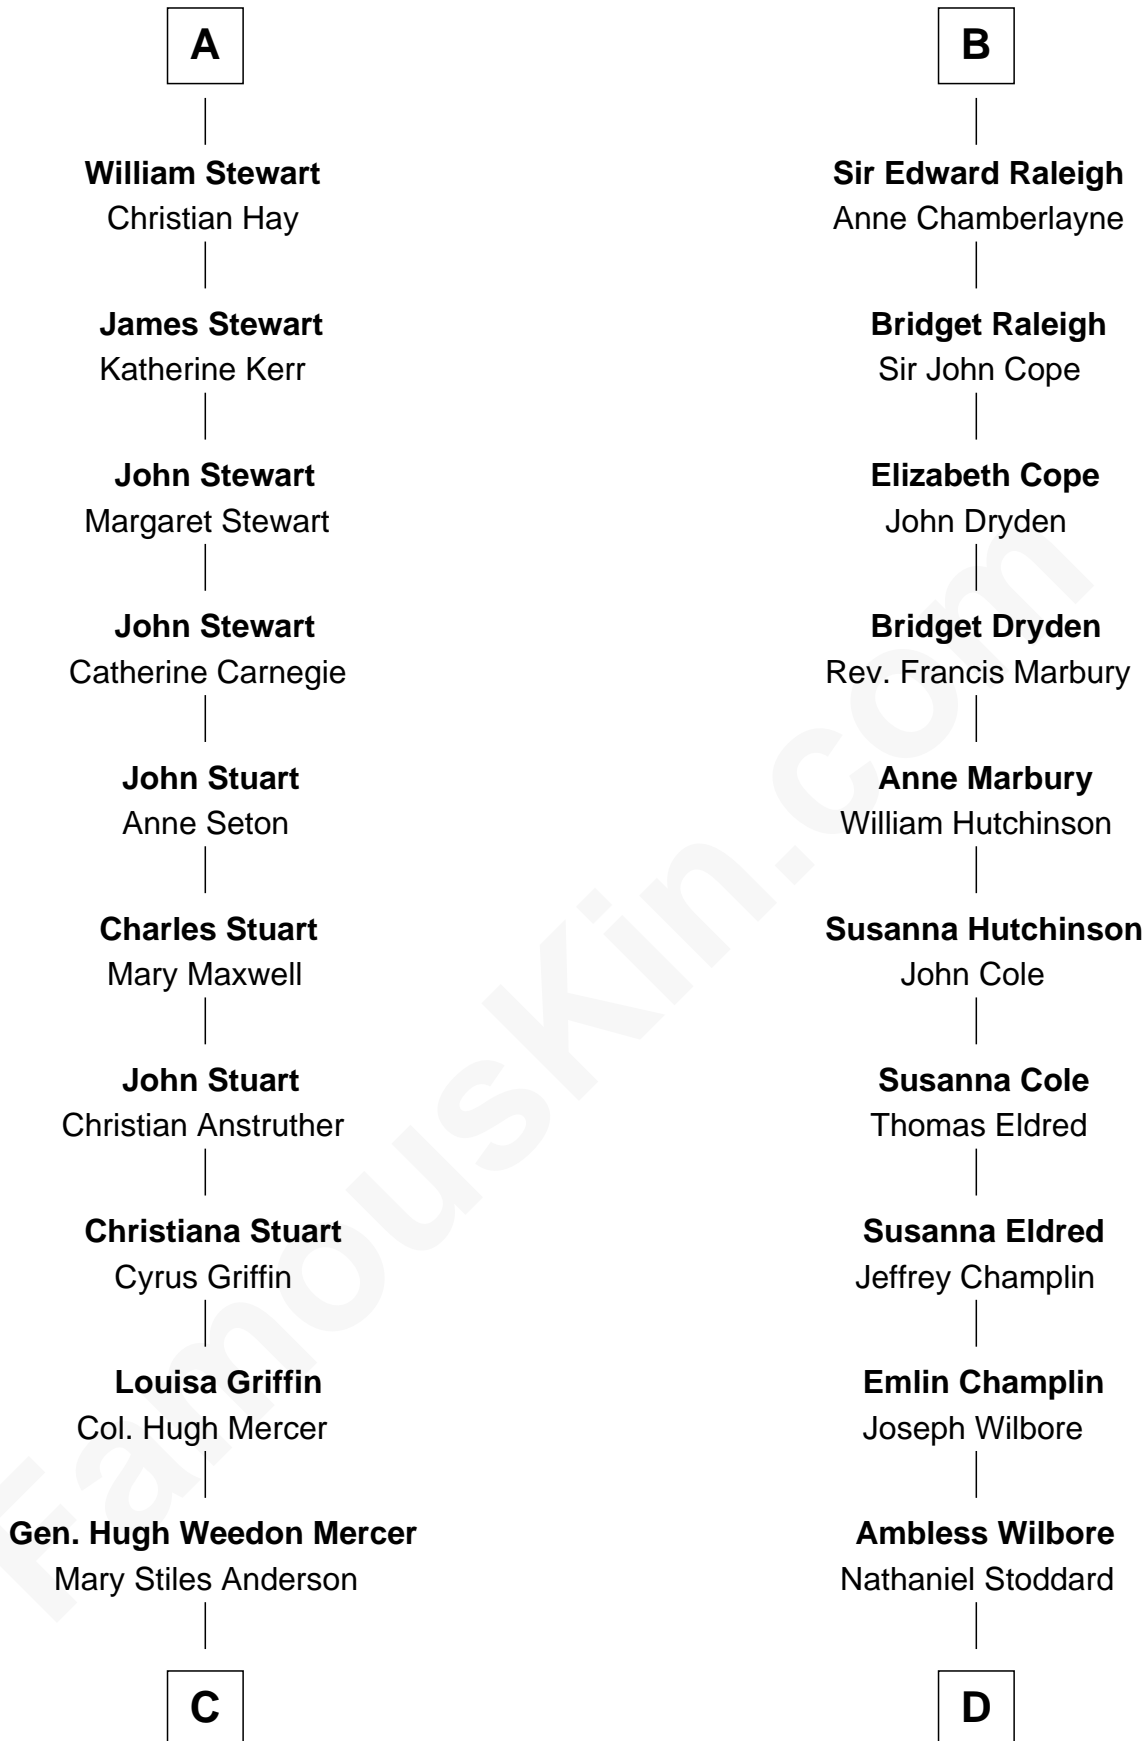 A
William Stewart
Christian Hay
James Stewart
Katherine Kerr
John Stewart
Margaret Stewart
John Stewart
Catherine Carnegie
John Stuart
Anne Seton
Charles Stuart
Mary Maxwell
John Stuart
Christian Anstruther
Christiana Stuart
Cyrus Griffin
Louisa Griffin
Col. Hugh Mercer
Gen. Hugh Weedon Mercer
Mary Stiles Anderson
C
B
Sir Edward Raleigh
Anne Chamberlayne
Bridget Raleigh
Sir John Cope
Elizabeth Cope
John Dryden
Bridget Dryden
Rev. Francis Marbury
Anne Marbury
William Hutchinson
Susanna Hutchinson
John Cole
Susanna Cole
Thomas Eldred
Susanna Eldred
Jeffrey Champlin
Emlin Champlin
Joseph Wilbore
Ambless Wilbore
Nathaniel Stoddard
D
FamousKin.com